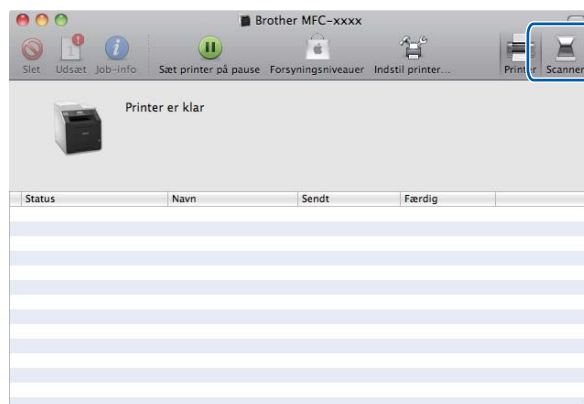 Brother MFC-xxxx
Slet Udsæt Job-info Sæt printer på pause Forsyningsniveauer Indstil printer... Printer Scanner
Printer er klar
Status Navn Sendt Færdig